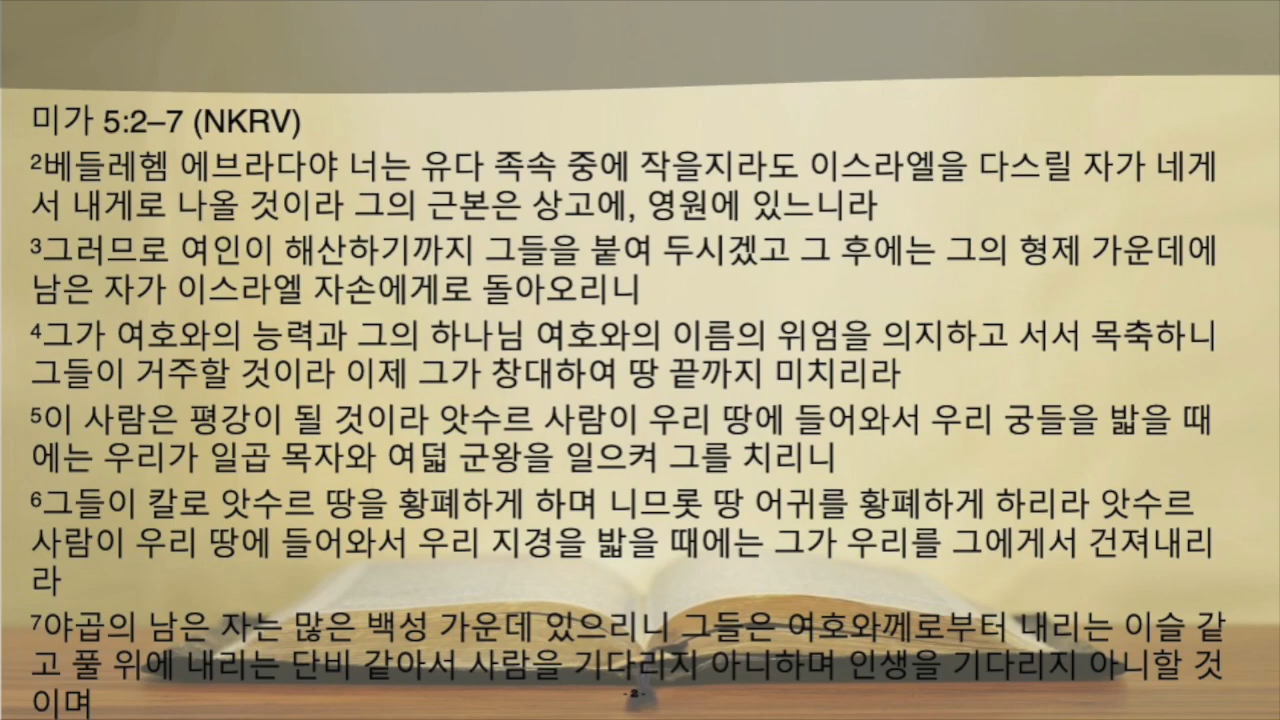 미가 5:2–7 (NKRV)
²베들레헴 에브라다야 너는 유다 족속 중에 작을지라도 이스라엘을 다스릴 자가 네게
서 내게로 나올 것이라 그의 근본은 상고에, 영원에 있느니라
³그러므로 여인이 해산하기까지 그들을 붙여 두시겠고 그 후에는 그의 형제 가운데에
남은 자가 이스라엘 자손에게로 돌아오리니
⁴그가 여호와의 능력과 그의 하나님 여호와의 이름의 위엄을 의지하고 서서 목축하니
그들이 거주할 것이라 이제 그가 창대하여 땅 끝까지 미치리라
⁵이 사람은 평강이 될 것이라 앗수르 사람이 우리 땅에 들어와서 우리 궁들을 밟을 때
에는 우리가 일곱 목자와 여덟 군왕을 일으켜 그를 치리니
⁶그들이 칼로 앗수르 땅을 황폐하게 하며 니므롯 땅 어귀를 황폐하게 하리라 앗수르
사람이 우리 땅에 들어와서 우리 지경을 밟을 때에는 그가 우리를 그에게서 건져내리
라
⁷야곱의 남은 자는 많은 백성 가운데 있으리니 그들은 여호와께로부터 내리는 이슬 같
고 풀 위에 내리는 단비 같아서 사람을 기다리지 아니하며 인생을 기다리지 아니할 것
이며
- 2 -